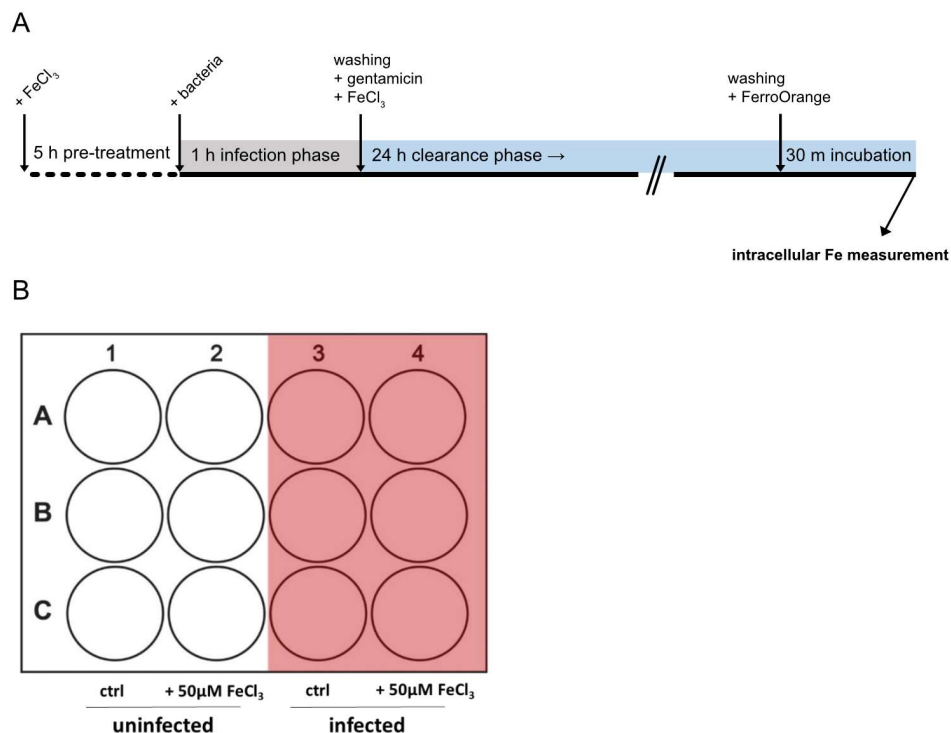 A
+ FeCl₃
+ bacteria
washing
+ gentamicin
+ FeCl₃
washing
+ FerroOrange
5 h pre-treatment
1 h infection phase
24 h clearance phase →
30 m incubation
intracellular Fe measurement
B
1 2 3 4
A
B
C
ctrl + 50µM FeCl₃ ctrl + 50µM FeCl₃
uninfected infected